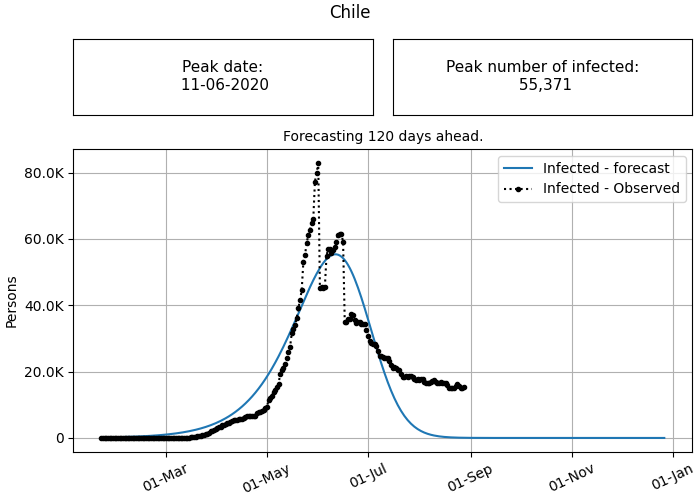 Chile
Peak date:
11-06-2020
Peak number of infected:
55,371
Forecasting 120 days ahead.
Infected - forecast
Infected - Observed
80.0K
60.0K
40.0K
20.0K
0
Persons
01-Mar
01-May
01-Jul
01-Sep
01-Nov
01-Jan